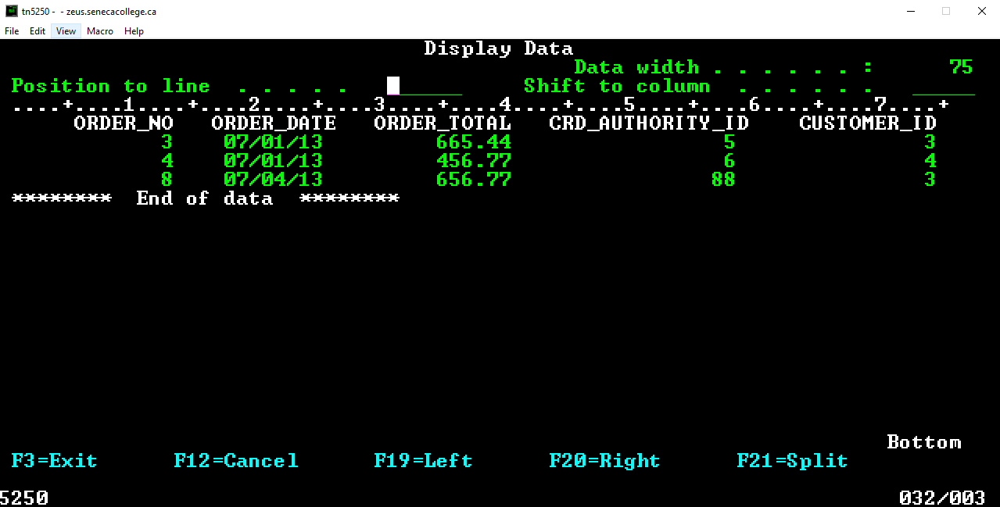 tn5250 - - zeus.senecacollege.ca
File Edit View Macro Help
Display Data
Data width . . . . . . : 75
Position to line . . . . . Shift to column . . . . . .
....+....1....+....2....+....3....+....4....+....5....+....6....+....7....+
ORDER_NO ORDER_DATE ORDER_TOTAL CRD_AUTHORITY_ID CUSTOMER_ID
3 07/01/13 665.44 5 3
4 07/01/13 456.77 6 4
8 07/04/13 656.77 88 3
******** End of data ********
Bottom
F3=Exit F12=Cancel F19=Left F20=Right F21=Split
5250 032/003